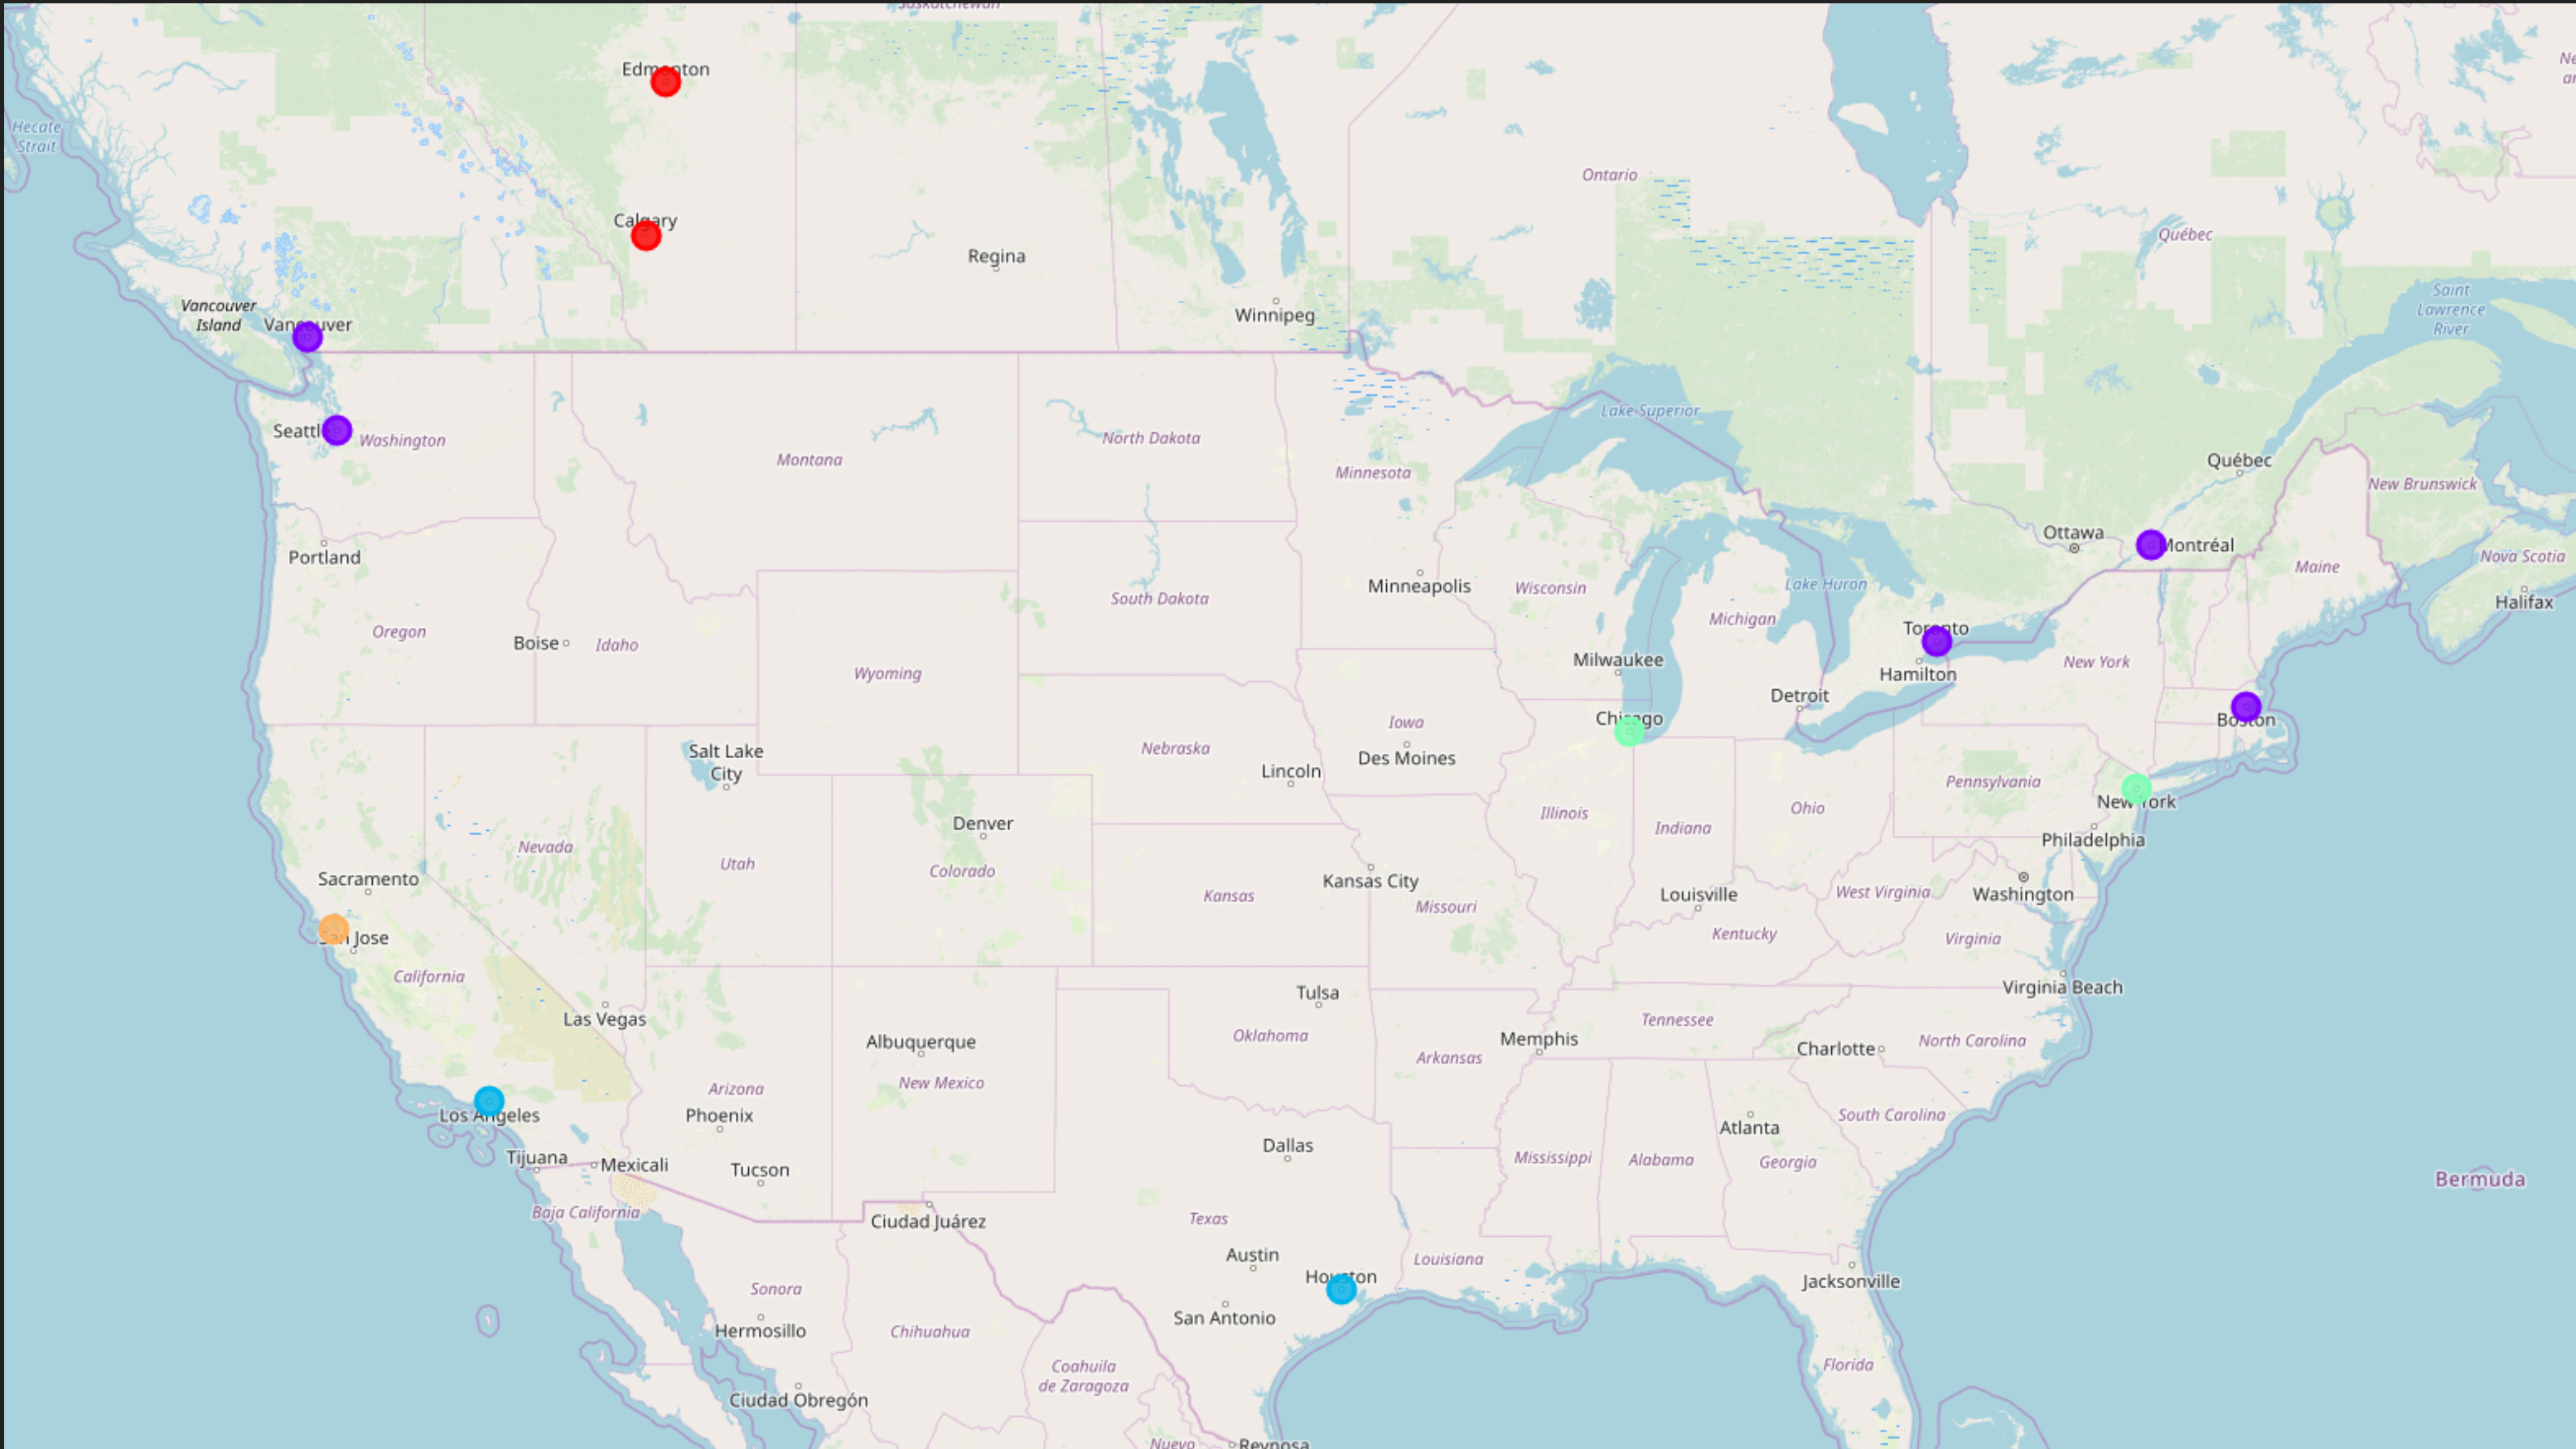 Saskatchewan
Edmonton
Hecate
Strait
Ontario
Calgary
Québec
Regina
Vancouver
Island
Vancouver
Winnipeg
Saint
Lawrence
River
Lake Superior
Seattle
Washington
North Dakota
Montana
Minnesota
Québec
New Brunswick
Ottawa
Montréal
Portland
Nova Scotia
Maine
Minneapolis
Wisconsin
Lake Huron
South Dakota
Halifax
Michigan
Toronto
Oregon
Boise
Idaho
Milwaukee
New York
Wyoming
Hamilton
Detroit
Chicago
Boston
Iowa
Salt Lake
City
Nebraska
Des Moines
Lincoln
Pennsylvania
New York
Illinois
Ohio
Denver
Indiana
Philadelphia
Nevada
Utah
Colorado
Sacramento
Kansas City
Kansas
Louisville
West Virginia
Washington
Missouri
San Jose
Kentucky
Virginia
California
Virginia Beach
Tulsa
Las Vegas
Tennessee
Oklahoma
Albuquerque
Memphis
North Carolina
Charlotte
Arkansas
New Mexico
Arizona
Los Angeles
Phoenix
South Carolina
Atlanta
Dallas
Tijuana
Mexicali
Tucson
Mississippi
Alabama
Georgia
Bermuda
Baja California
Ciudad Juárez
Texas
Austin
Louisiana
Houston
Jacksonville
Sonora
San Antonio
Hermosillo
Chihuahua
Coahuila
de Zaragoza
Florida
Ciudad Obregón
Nuevo
Reynosa